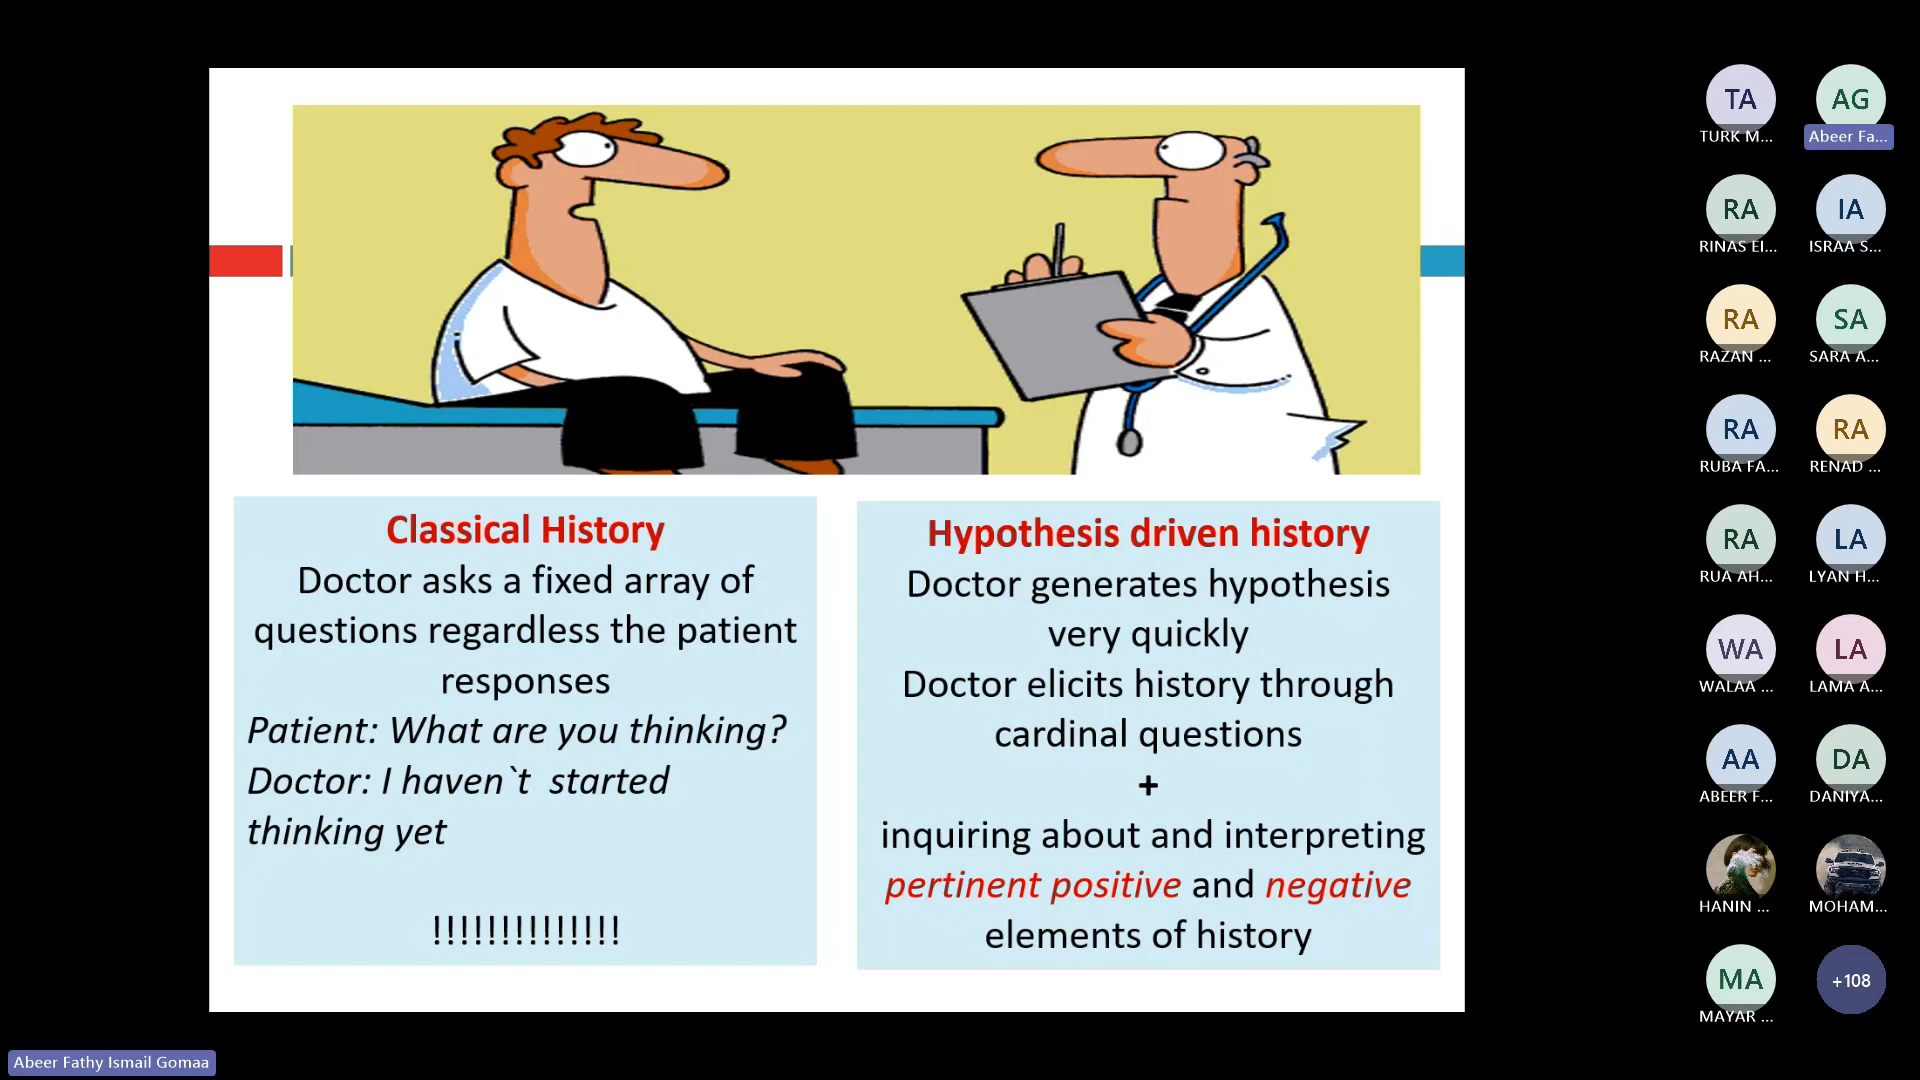 Classical History
Doctor asks a fixed array of
questions regardless the patient
responses
Patient: What are you thinking?
Doctor: I haven`t  started
thinking yet
!!!!!!!!!!!!!!
Hypothesis driven history
Doctor generates hypothesis
very quickly
Doctor elicits history through
cardinal questions
+
inquiring about and interpreting
pertinent positive and negative
elements of history
TA
TURK M...
AG
Abeer Fa...
RA
RINAS EI...
IA
ISRAA S...
RA
RAZAN ...
SA
SARA A...
RA
RUBA FA...
RA
RENAD ...
RA
RUA AH...
LA
LYAN H...
WA
WALAA ...
LA
LAMA A...
AA
ABEER F...
DA
DANIYA...
HANIN ...
MOHAM...
MA
MAYAR ...
+108
Abeer Fathy Ismail Gomaa